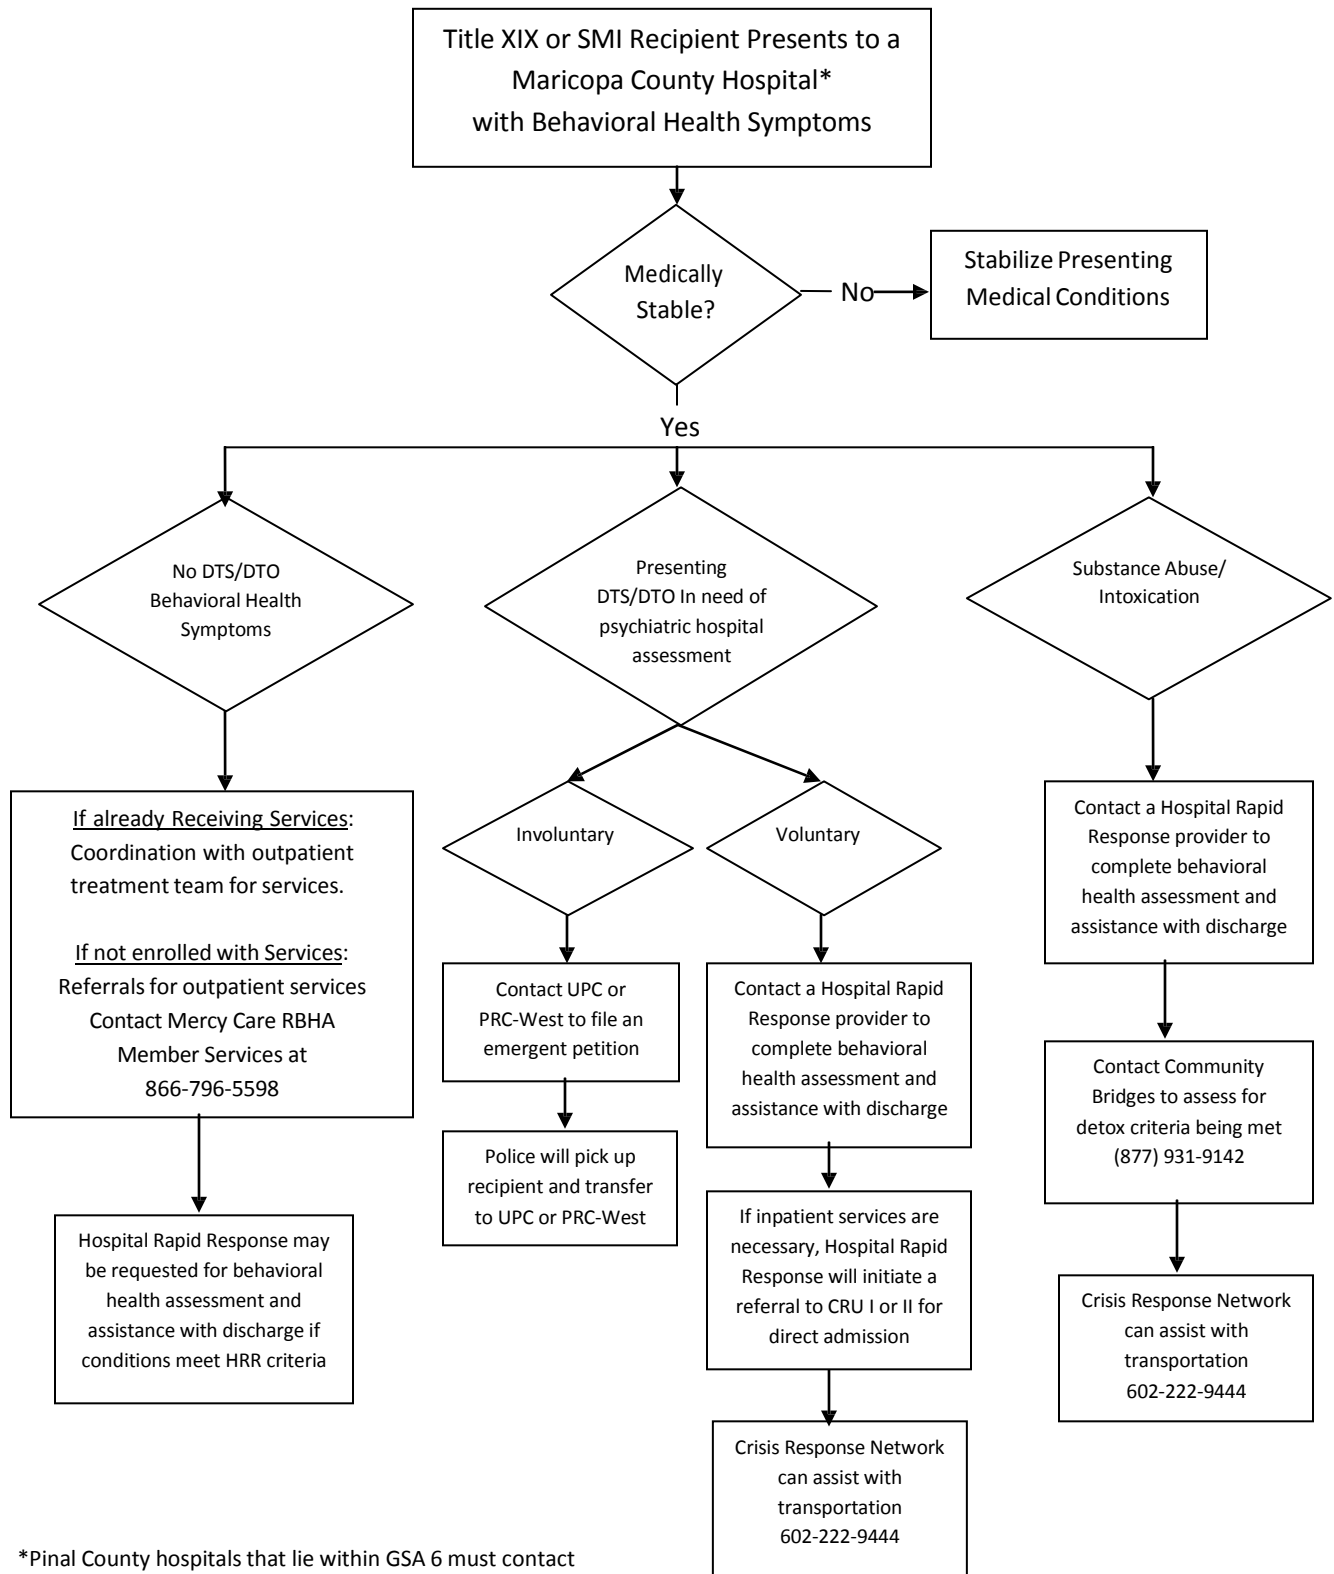 Title XIX or SMI Recipient Presents to a
Maricopa County Hospital*
with Behavioral Health Symptoms
Medically
Stable?
No
Stabilize Presenting
Medical Conditions
Yes
No DTS/DTO
Behavioral Health
Symptoms
Presenting
DTS/DTO In need of
psychiatric hospital
assessment
Substance Abuse/
Intoxication
If already Receiving Services:
Coordination with outpatient
treatment team for services.
If not enrolled with Services:
Referrals for outpatient services
Contact Mercy Care RBHA
Member Services at
866-796-5598
Involuntary
Voluntary
Contact a Hospital Rapid
Response provider to
complete behavioral
health assessment and
assistance with discharge
Contact UPC or
PRC-West to file an
emergent petition
Contact a Hospital Rapid
Response provider to
complete behavioral
health assessment and
assistance with discharge
Contact Community
Bridges to assess for
detox criteria being met
(877) 931-9142
Police will pick up
recipient and transfer
to UPC or PRC-West
If inpatient services are
necessary, Hospital Rapid
Response will initiate a
referral to CRU I or II for
direct admission
Hospital Rapid Response may
be requested for behavioral
health assessment and
assistance with discharge if
conditions meet HRR criteria
Crisis Response Network
can assist with
transportation
602-222-9444
Crisis Response Network
can assist with
transportation
602-222-9444
*Pinal County hospitals that lie within GSA 6 must contact